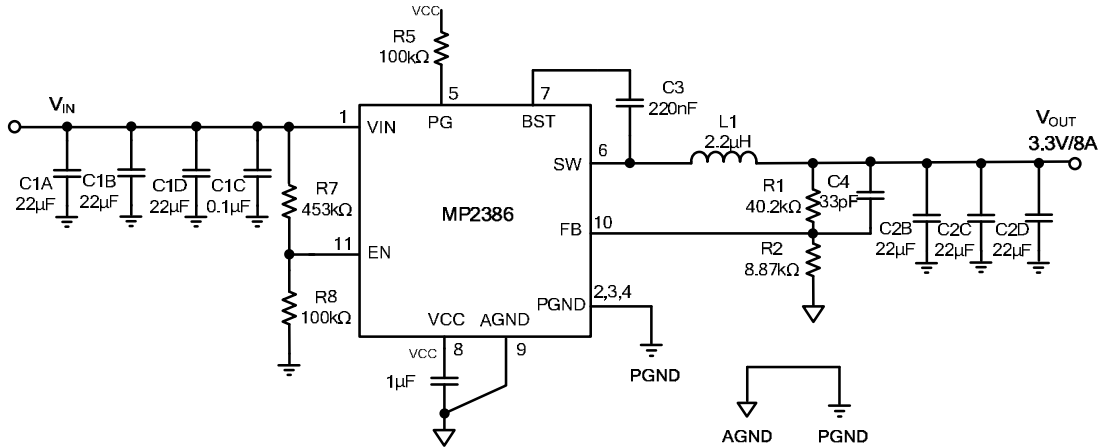 VCC
R5
100kΩ
5
7
C3
220nF
VIN
1
VIN
PG
BST
L1
2.2µH
VOUT
3.3V/8A
6
SW
C1A
22µF
C1B
22µF
C1D
22µF
C1C
0.1µF
R7
453kΩ
MP2386
R1
40.2kΩ
C4
33pF
FB
10
C2B
22µF
C2C
22µF
C2D
22µF
11
EN
R2
8.87kΩ
R8
100kΩ
PGND
2,3,4
VCC
AGND
VCC
8
9
1µF
PGND
AGND
PGND